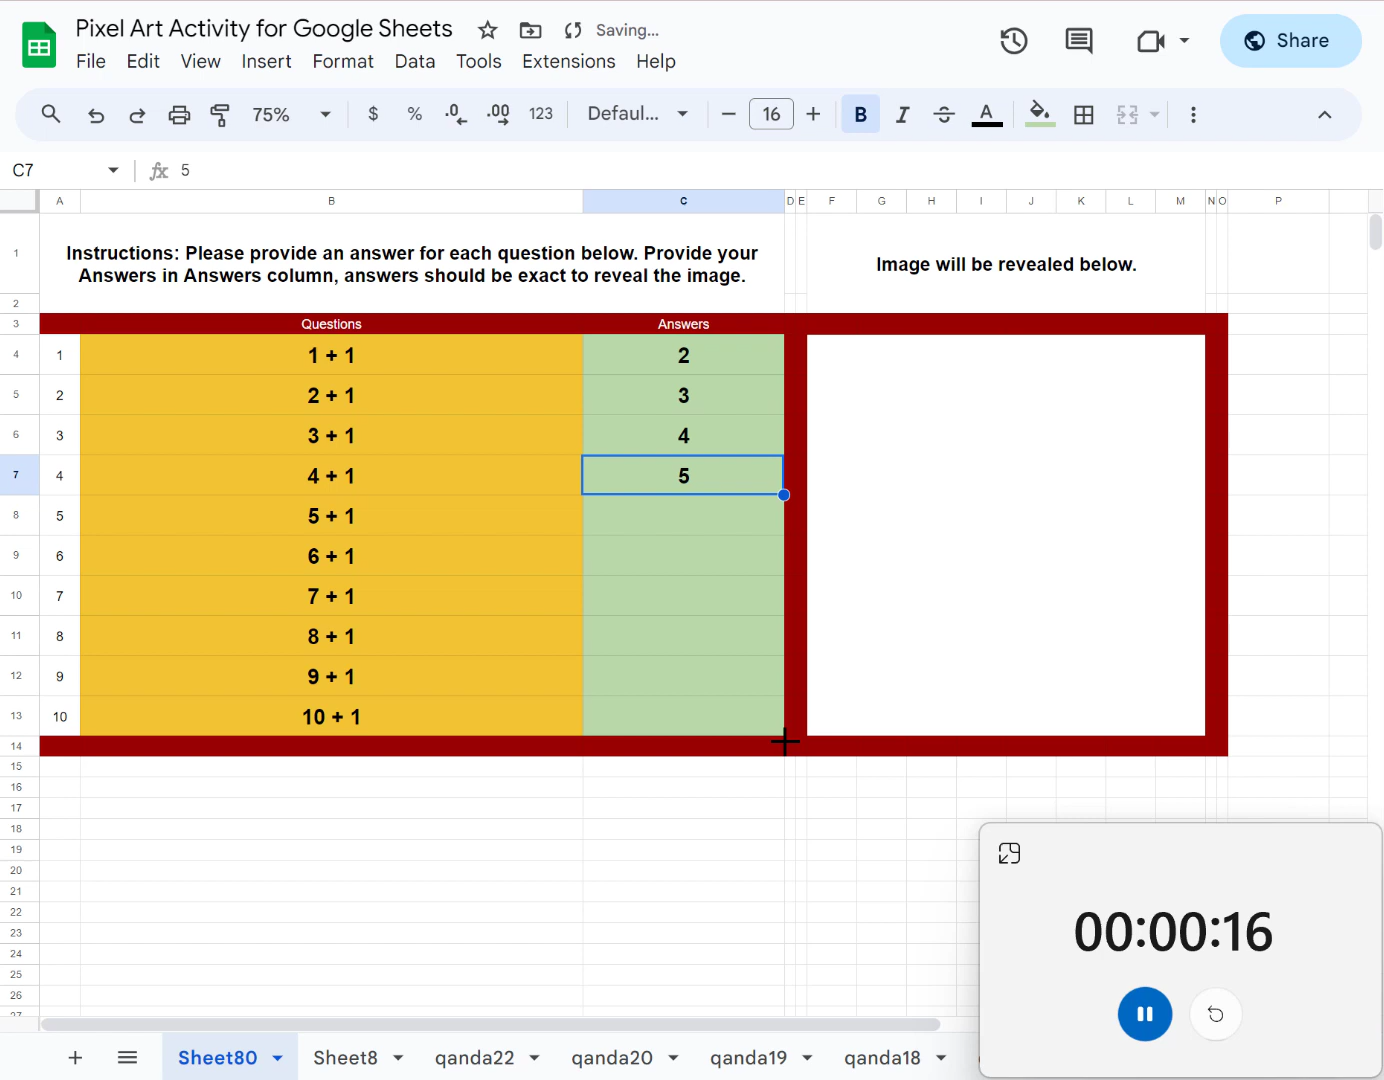 Pixel Art Activity for Google Sheets
Saving...
File Edit View Insert Format Data Tools Extensions Help
Share
75% $ % .0 .00 123 Defaul... − 16 + B I S A
C7 fx 5
A B C D E F G H I J K L M N O P
1 Instructions: Please provide an answer for each question below. Provide your
Answers in Answers column, answers should be exact to reveal the image.
Image will be revealed below.
2
3 Questions Answers
4 1 1 + 1 2
5 2 2 + 1 3
6 3 3 + 1 4
7 4 4 + 1 5
8 5 5 + 1
9 6 6 + 1
10 7 7 + 1
11 8 8 + 1
12 9 9 + 1
13 10 10 + 1
14
15
16
17
18
19
20
21
22
23
24
25
26
27
00:00:16
+ Sheet80 Sheet8 qanda22 qanda20 qanda19 qanda18